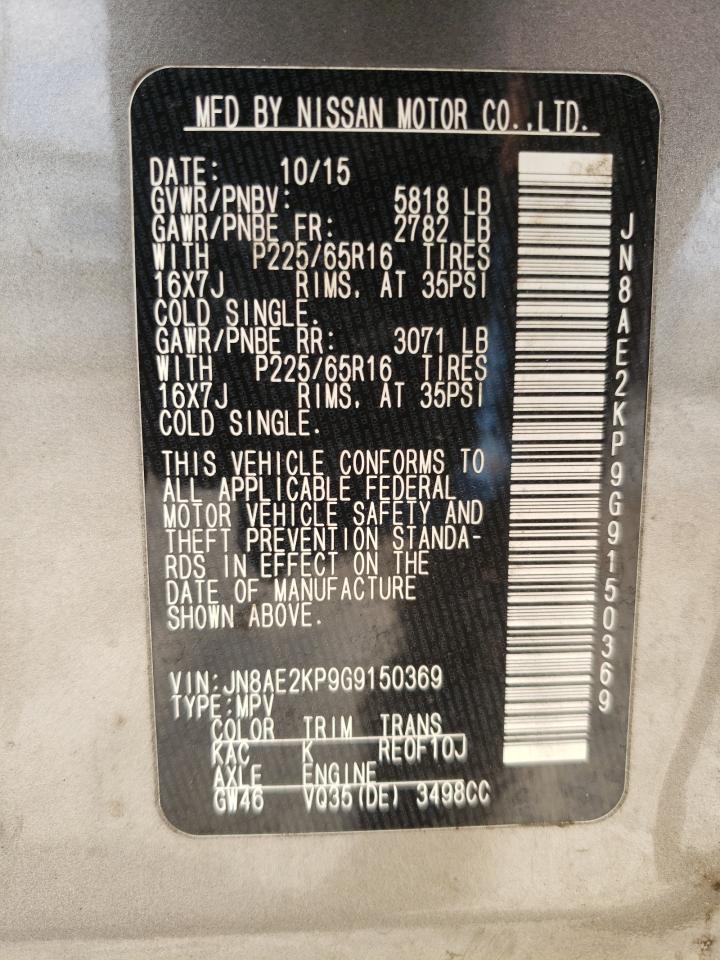 MFD BY NISSAN MOTOR CO.,LTD.
DATE: 10/15
GVWR/PNBV: 5818 LB
GAWR/PNBE FR: 2782 LB
WITH P225/65R16 TIRES
16X7J RIMS, AT 35PSI
COLD SINGLE.
GAWR/PNBE RR: 3071 LB
WITH P225/65R16 TIRES
16X7J RIMS, AT 35PSI
COLD SINGLE.
THIS VEHICLE CONFORMS TO
ALL APPLICABLE FEDERAL
MOTOR VEHICLE SAFETY AND
THEFT PREVENTION STANDA-
RDS IN EFFECT ON THE
DATE OF MANUFACTURE
SHOWN ABOVE.
VIN:JN8AE2KP9G9150369
TYPE:MPV
COLOR TRIM TRANS
KAC K RE0F10J
AXLE ENGINE
GW46 VQ35(DE) 3498CC
JN8AE2KP9G9150369